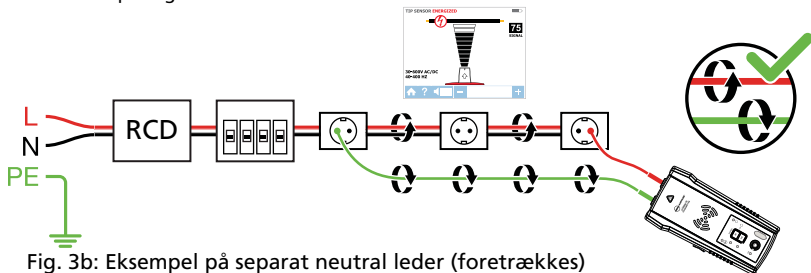 TIP SENSOR ENERGIZED
75
SIGNAL
30-600V AC/DC
40-400 HZ
?
L
N
PE
RCD
Fig. 3b: Eksempel på separat neutral leder (foretrækkes)